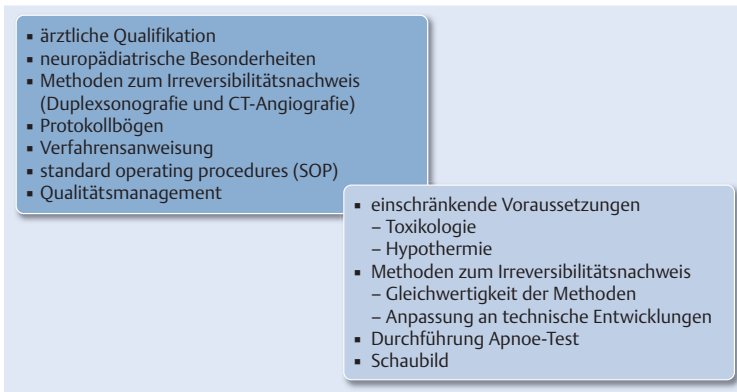 ▪ ärztliche Qualifikation
▪ neuropädiatrische Besonderheiten
▪ Methoden zum Irreversibilitätsnachweis
(Duplexsonografie und CT-Angiografie)
▪ Protokollbögen
▪ Verfahrensanweisung
▪ standard operating procedures (SOP)
▪ Qualitätsmanagement
▪ einschränkende Voraussetzungen
– Toxikologie
– Hypothermie
▪ Methoden zum Irreversibilitätsnachweis
– Gleichwertigkeit der Methoden
– Anpassung an technische Entwicklungen
▪ Durchführung Apnoe-Test
▪ Schaubild